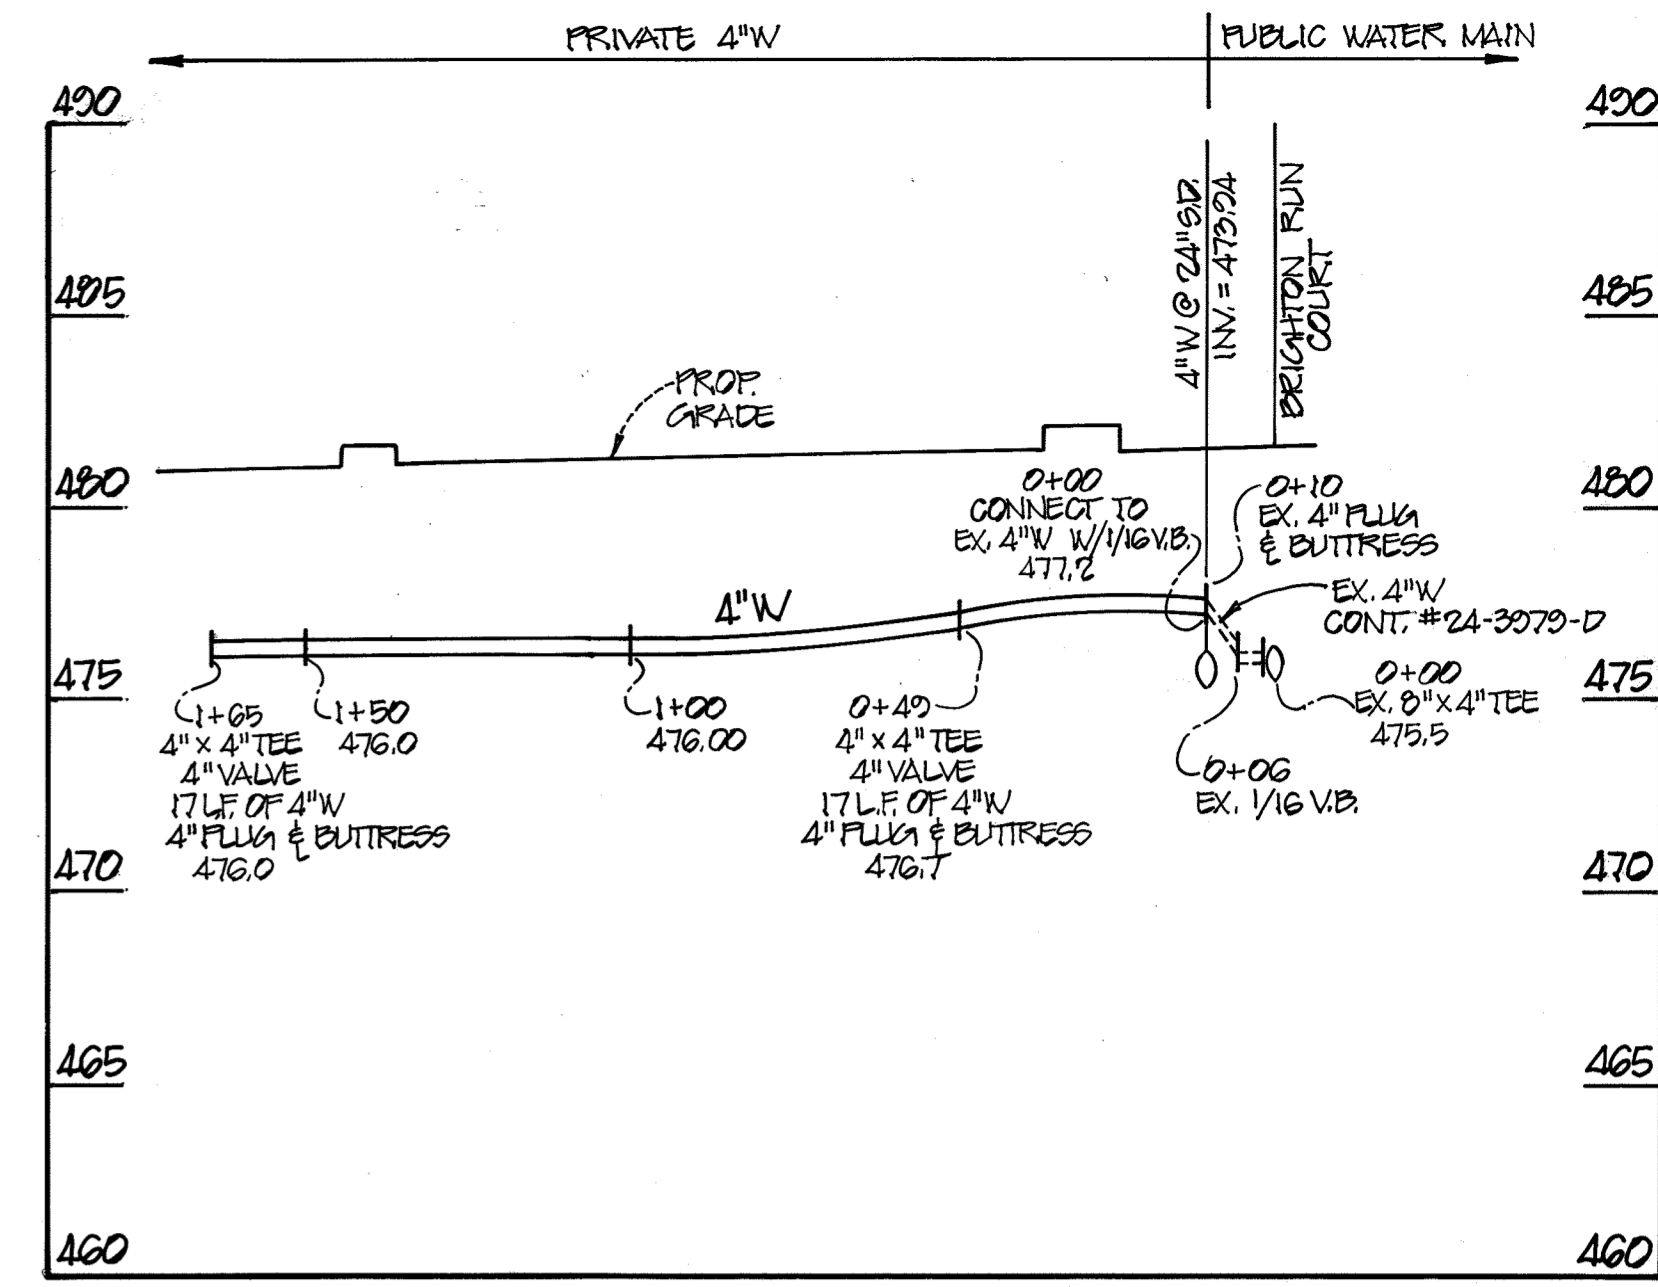 PRIVATE 4"W
PUBLIC WATER MAIN
490
490
485
485
480
480
475
475
470
470
465
465
460
460
4"W @ 24"S.D.
INV. = 473.94
BRIGHTON RUN
COURT
PROP.
GRADE
0+00
CONNECT TO
EX. 4"W W/1/16 V.B.
477.2
0+10
EX. 4" PLUG
& BUTTRESS
EX. 4"W
CONT. #24-3979-D
4"W
0+00
EX. 8"x 4" TEE
475.5
0+06
EX. 1/16 V.B.
1+65
4" x 4" TEE
4" VALVE
17 L.F. OF 4"W
4" PLUG & BUTTRESS
476.0
1+50
476.0
1+00
476.00
0+49
4" x 4" TEE
4" VALVE
17 L.F. OF 4"W
4" PLUG & BUTTRESS
476.7